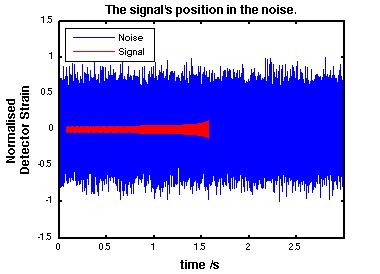 The signal's position in the noise.
Noise
Signal
Normalised
Detector Strain
1.5
1
0.5
0
-0.5
-1
-1.5
0
0.5
1
1.5
2
2.5
time /s